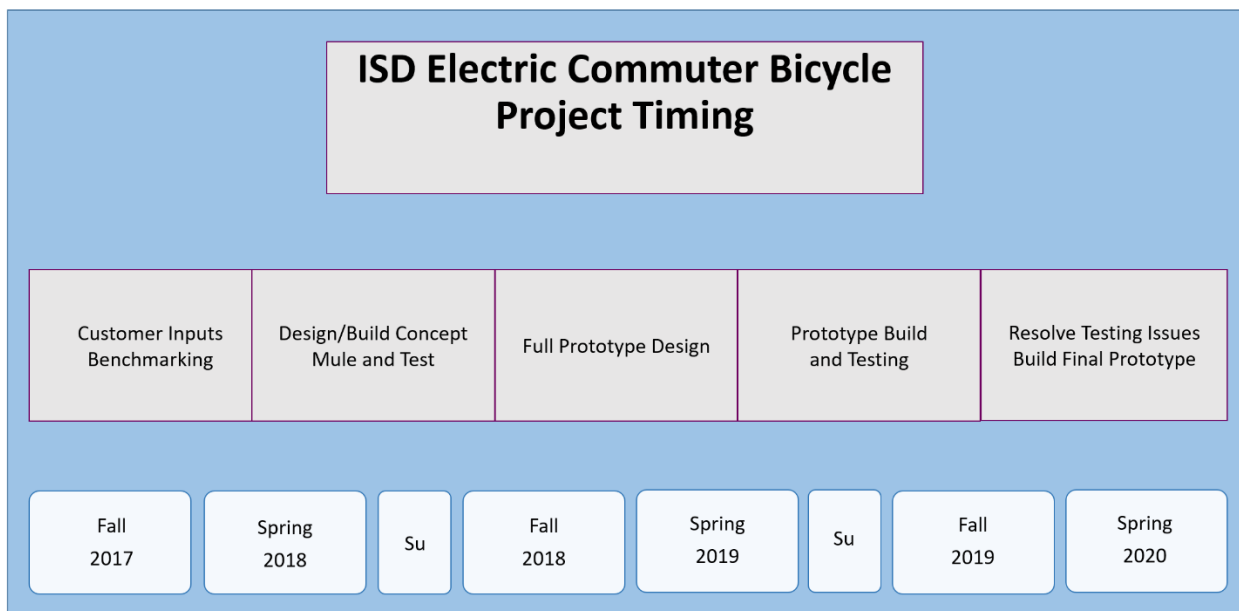 ISD Electric Commuter Bicycle
Project Timing
Customer Inputs
Benchmarking
Design/Build Concept
Mule and Test
Full Prototype Design
Prototype Build
and Testing
Resolve Testing Issues
Build Final Prototype
Fall
2017
Spring
2018
Su
Fall
2018
Spring
2019
Su
Fall
2019
Spring
2020